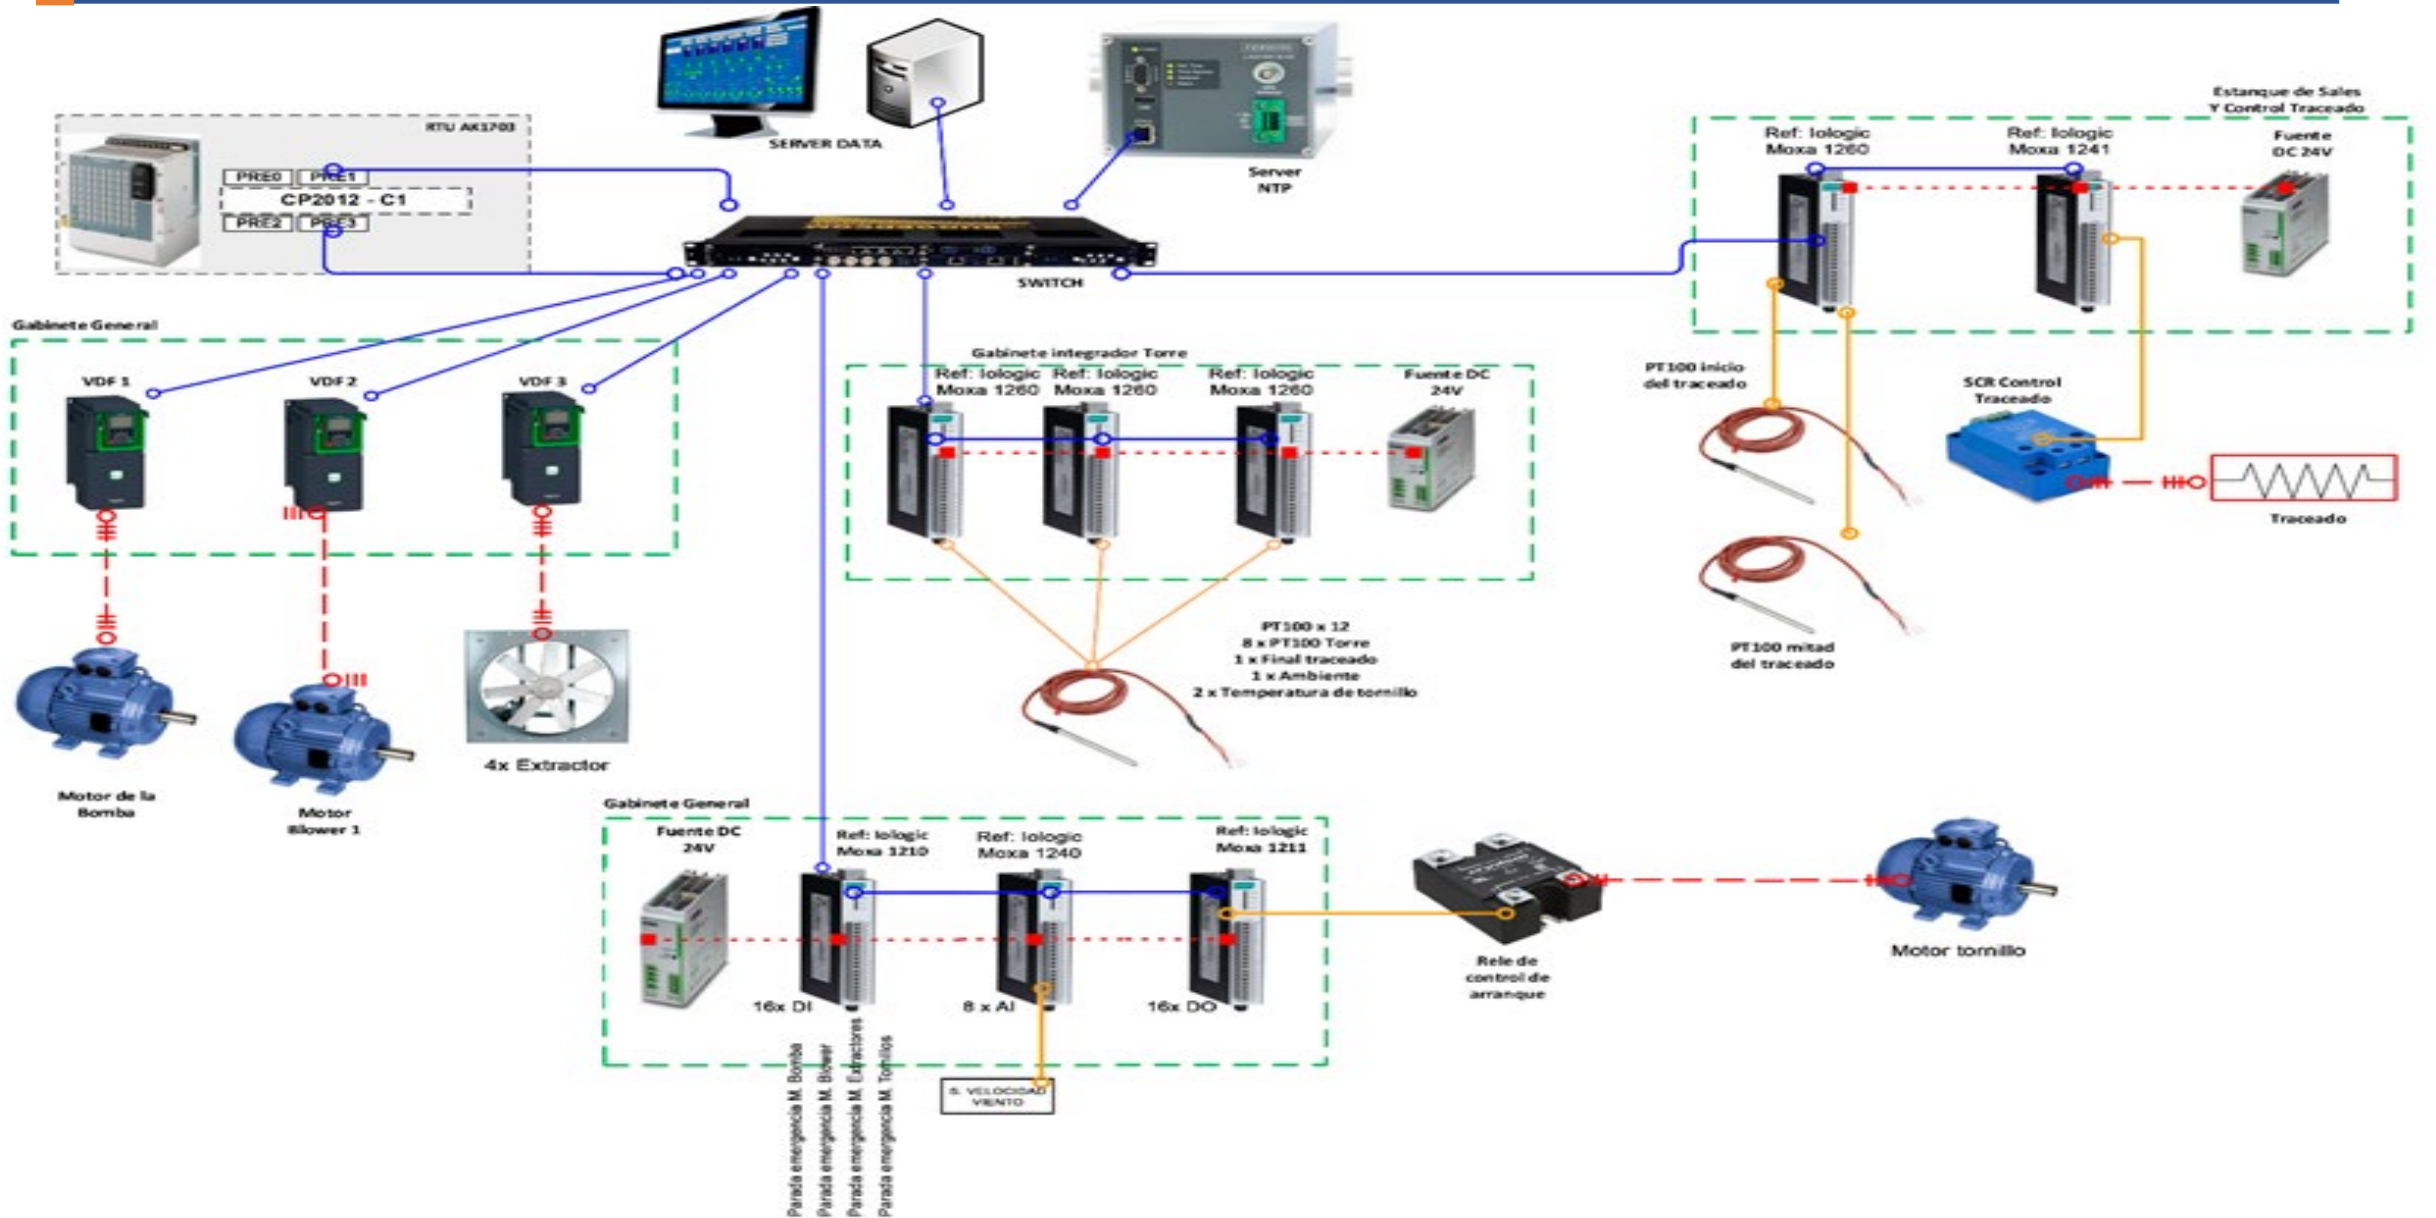 SERVER DATA
Server
NTP
RTU AK1703
PRE0
PRE1
CP2012 - C1
PRE2
PRE3
SWITCH
Estanque de Sales
Y Control Traceado
Ref: Iologic
Moxa 1260
Ref: Iologic
Moxa 1241
Fuente
DC 24V
Gabinete General
VDF 1
VDF 2
VDF 3
Gabinete integrador Torre
Ref: Iologic
Moxa 1260
Ref: Iologic
Moxa 1260
Ref: Iologic
Moxa 1260
Fuente DC
24V
PT100 inicio
del traceado
SCR Control
Traceado
Traceado
PT100 mitad
del traceado
PT100 x 12
8 x PT100 Torre
1 x Final traceado
1 x Ambiente
2 x Temperatura de tornillo
Motor de la
Bomba
Motor
Blower 1
4x Extractor
Gabinete General
Fuente DC
24V
Ref: Iologic
Moxa 1210
Ref: Iologic
Moxa 1240
Ref: Iologic
Moxa 1211
16x DI
8 x AI
16x DO
Parada emergencia M. Bomba
Parada emergencia M. Blower
Parada emergencia M. Extractores
Parada emergencia M. Tornillos
S. VELOCIDAD
VIENTO
Rele de
control de
arranque
Motor tornillo